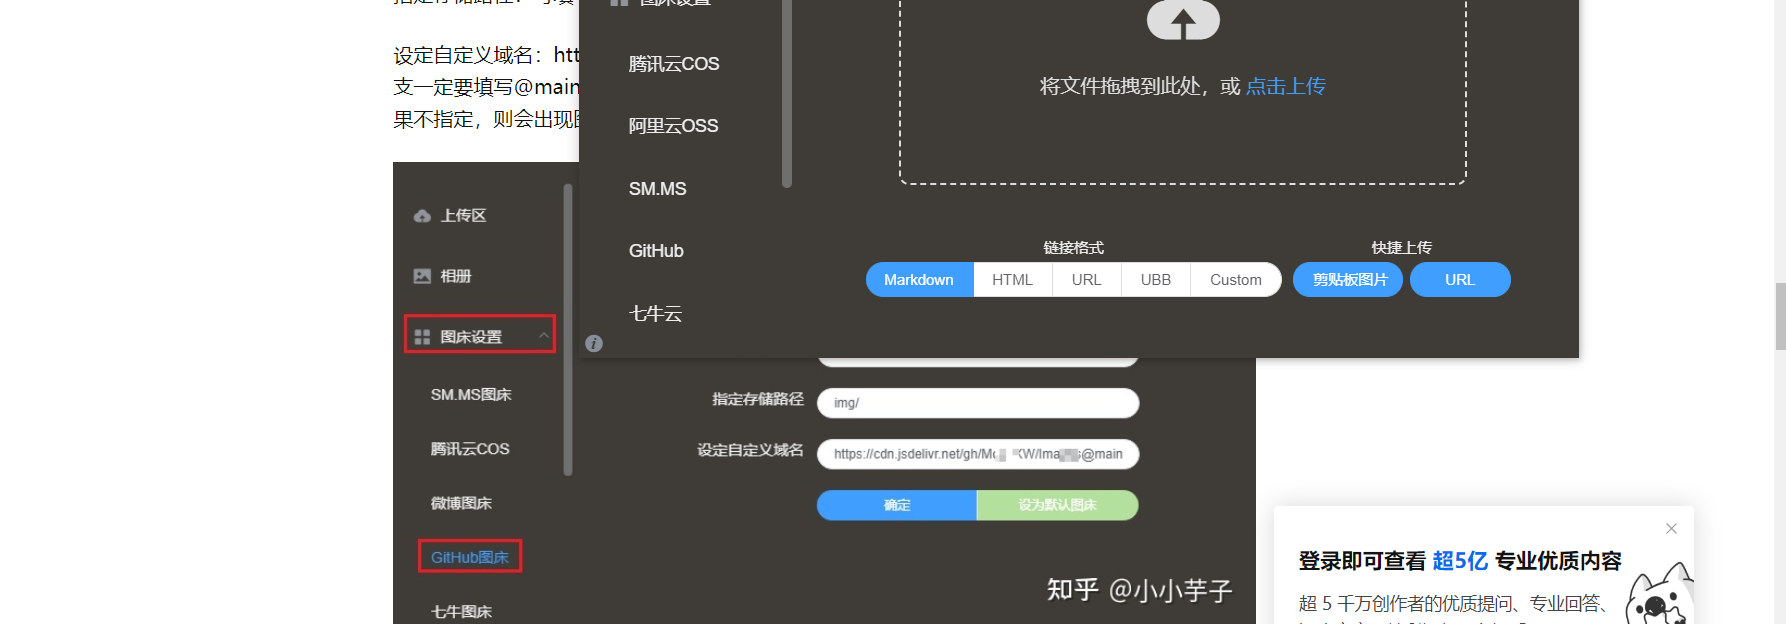 图床设置
设定自定义域名：htt
支一定要填写@main
果不指定，则会出现
腾讯云COS
阿里云OSS
SM.MS
GitHub
七牛云
将文件拖拽到此处，或 点击上传
链接格式
Markdown HTML URL UBB Custom
快捷上传
剪贴板图片 URL
上传区
相册
图床设置
SM.MS图床
腾讯云COS
微博图床
GitHub图床
七牛图床
指定存储路径 img/
设定自定义域名 https://cdn.jsdelivr.net/gh/M XW/Ima s@main
确定 设为默认图床
知乎 @小小芋子
登录即可查看 超5亿 专业优质内容
超 5 千万创作者的优质提问、专业回答、